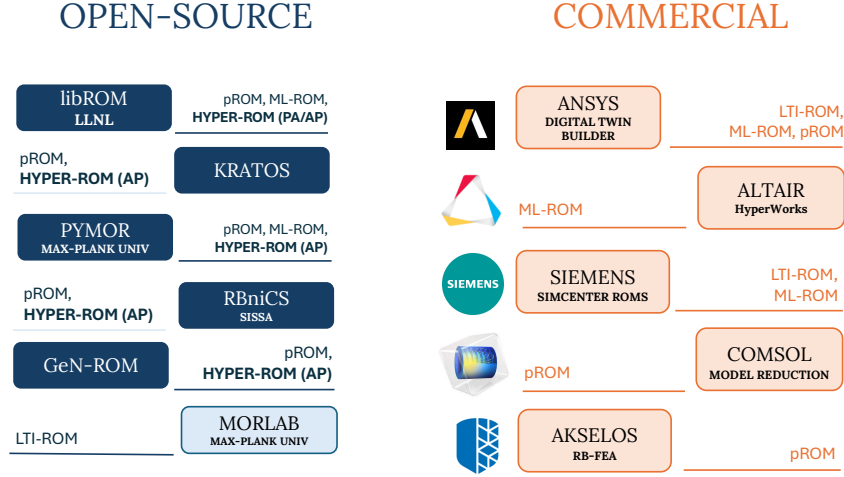 OPEN-SOURCE
libROM
LLNL
pROM, ML-ROM,
HYPER-ROM (PA/AP)
pROM,
HYPER-ROM (AP)
KRATOS
PYMOR
MAX-PLANK UNIV
pROM, ML-ROM,
HYPER-ROM (AP)
pROM,
HYPER-ROM (AP)
RBniCS
SISSA
GeN-ROM
pROM,
HYPER-ROM (AP)
LTI-ROM
MORLAB
MAX-PLANK UNIV
COMMERCIAL
ANSYS
DIGITAL TWIN
BUILDER
LTI-ROM,
ML-ROM, pROM
ML-ROM
ALTAIR
HyperWorks
SIEMENS
SIEMENS
SIMCENTER ROMS
LTI-ROM,
ML-ROM
pROM
COMSOL
MODEL REDUCTION
AKSELOS
RB-FEA
pROM